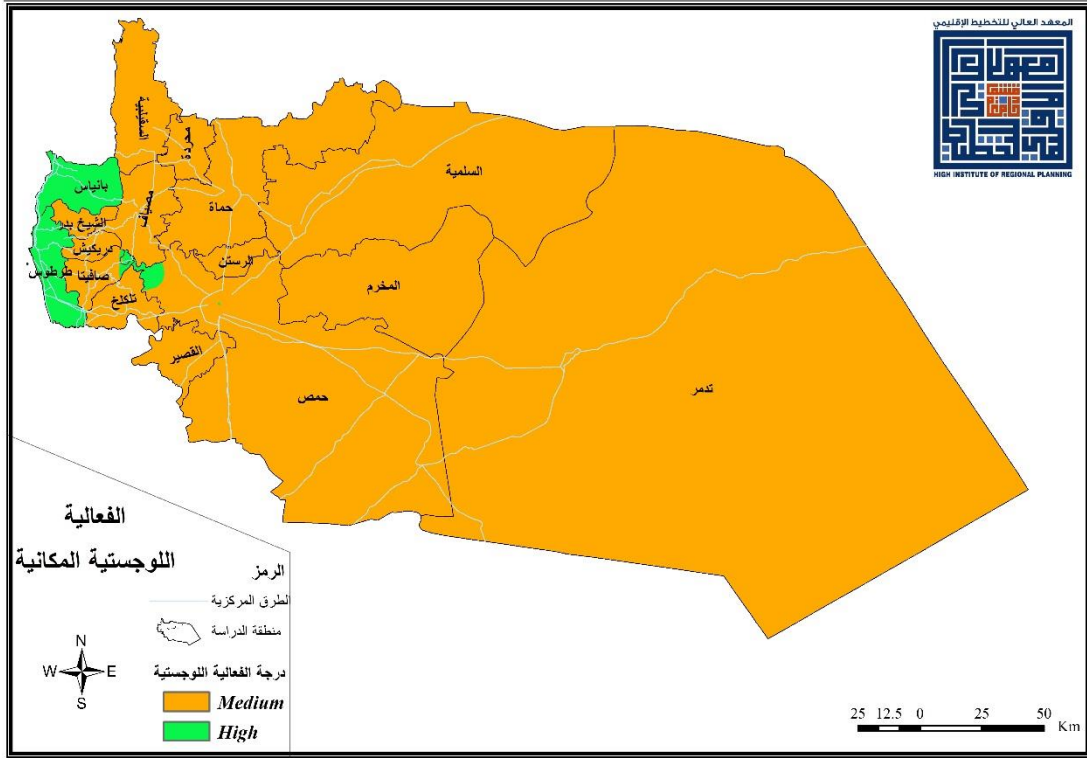 المعهد العالي للتخطيط الإقليمي
HIGH INSTITUTE OF REGIONAL PLANNING
السقيلبية
محردة
السلمية
بانياس
مصياف
حماة
الشيخ بدر
دريكيش
الرستن
طرطوس
صافيتا
المخرم
تلكلخ
القصير
حمص
تدمر
الفعالية
اللوجستية المكانية
الرمز
الطرق المركزية
منطقة الدراسة
درجة الفعالية اللوجستية
Medium
High
N
W E
S
25 12.5 0 25 50
Km